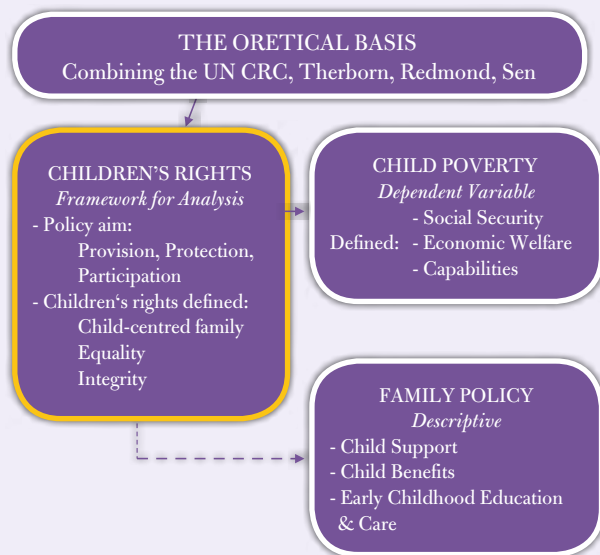 THE ORETICAL BASIS
Combining the UN CRC, Therborn, Redmond, Sen
CHILDREN’S RIGHTS
Framework for Analysis
- Policy aim:
Provision, Protection,
Participation
- Children‘s rights defined:
Child-centred family
Equality
Integrity
CHILD POVERTY
Dependent Variable
- Social Security
Defined: - Economic Welfare
- Capabilities
FAMILY POLICY
Descriptive
- Child Support
- Child Benefits
- Early Childhood Education
& Care